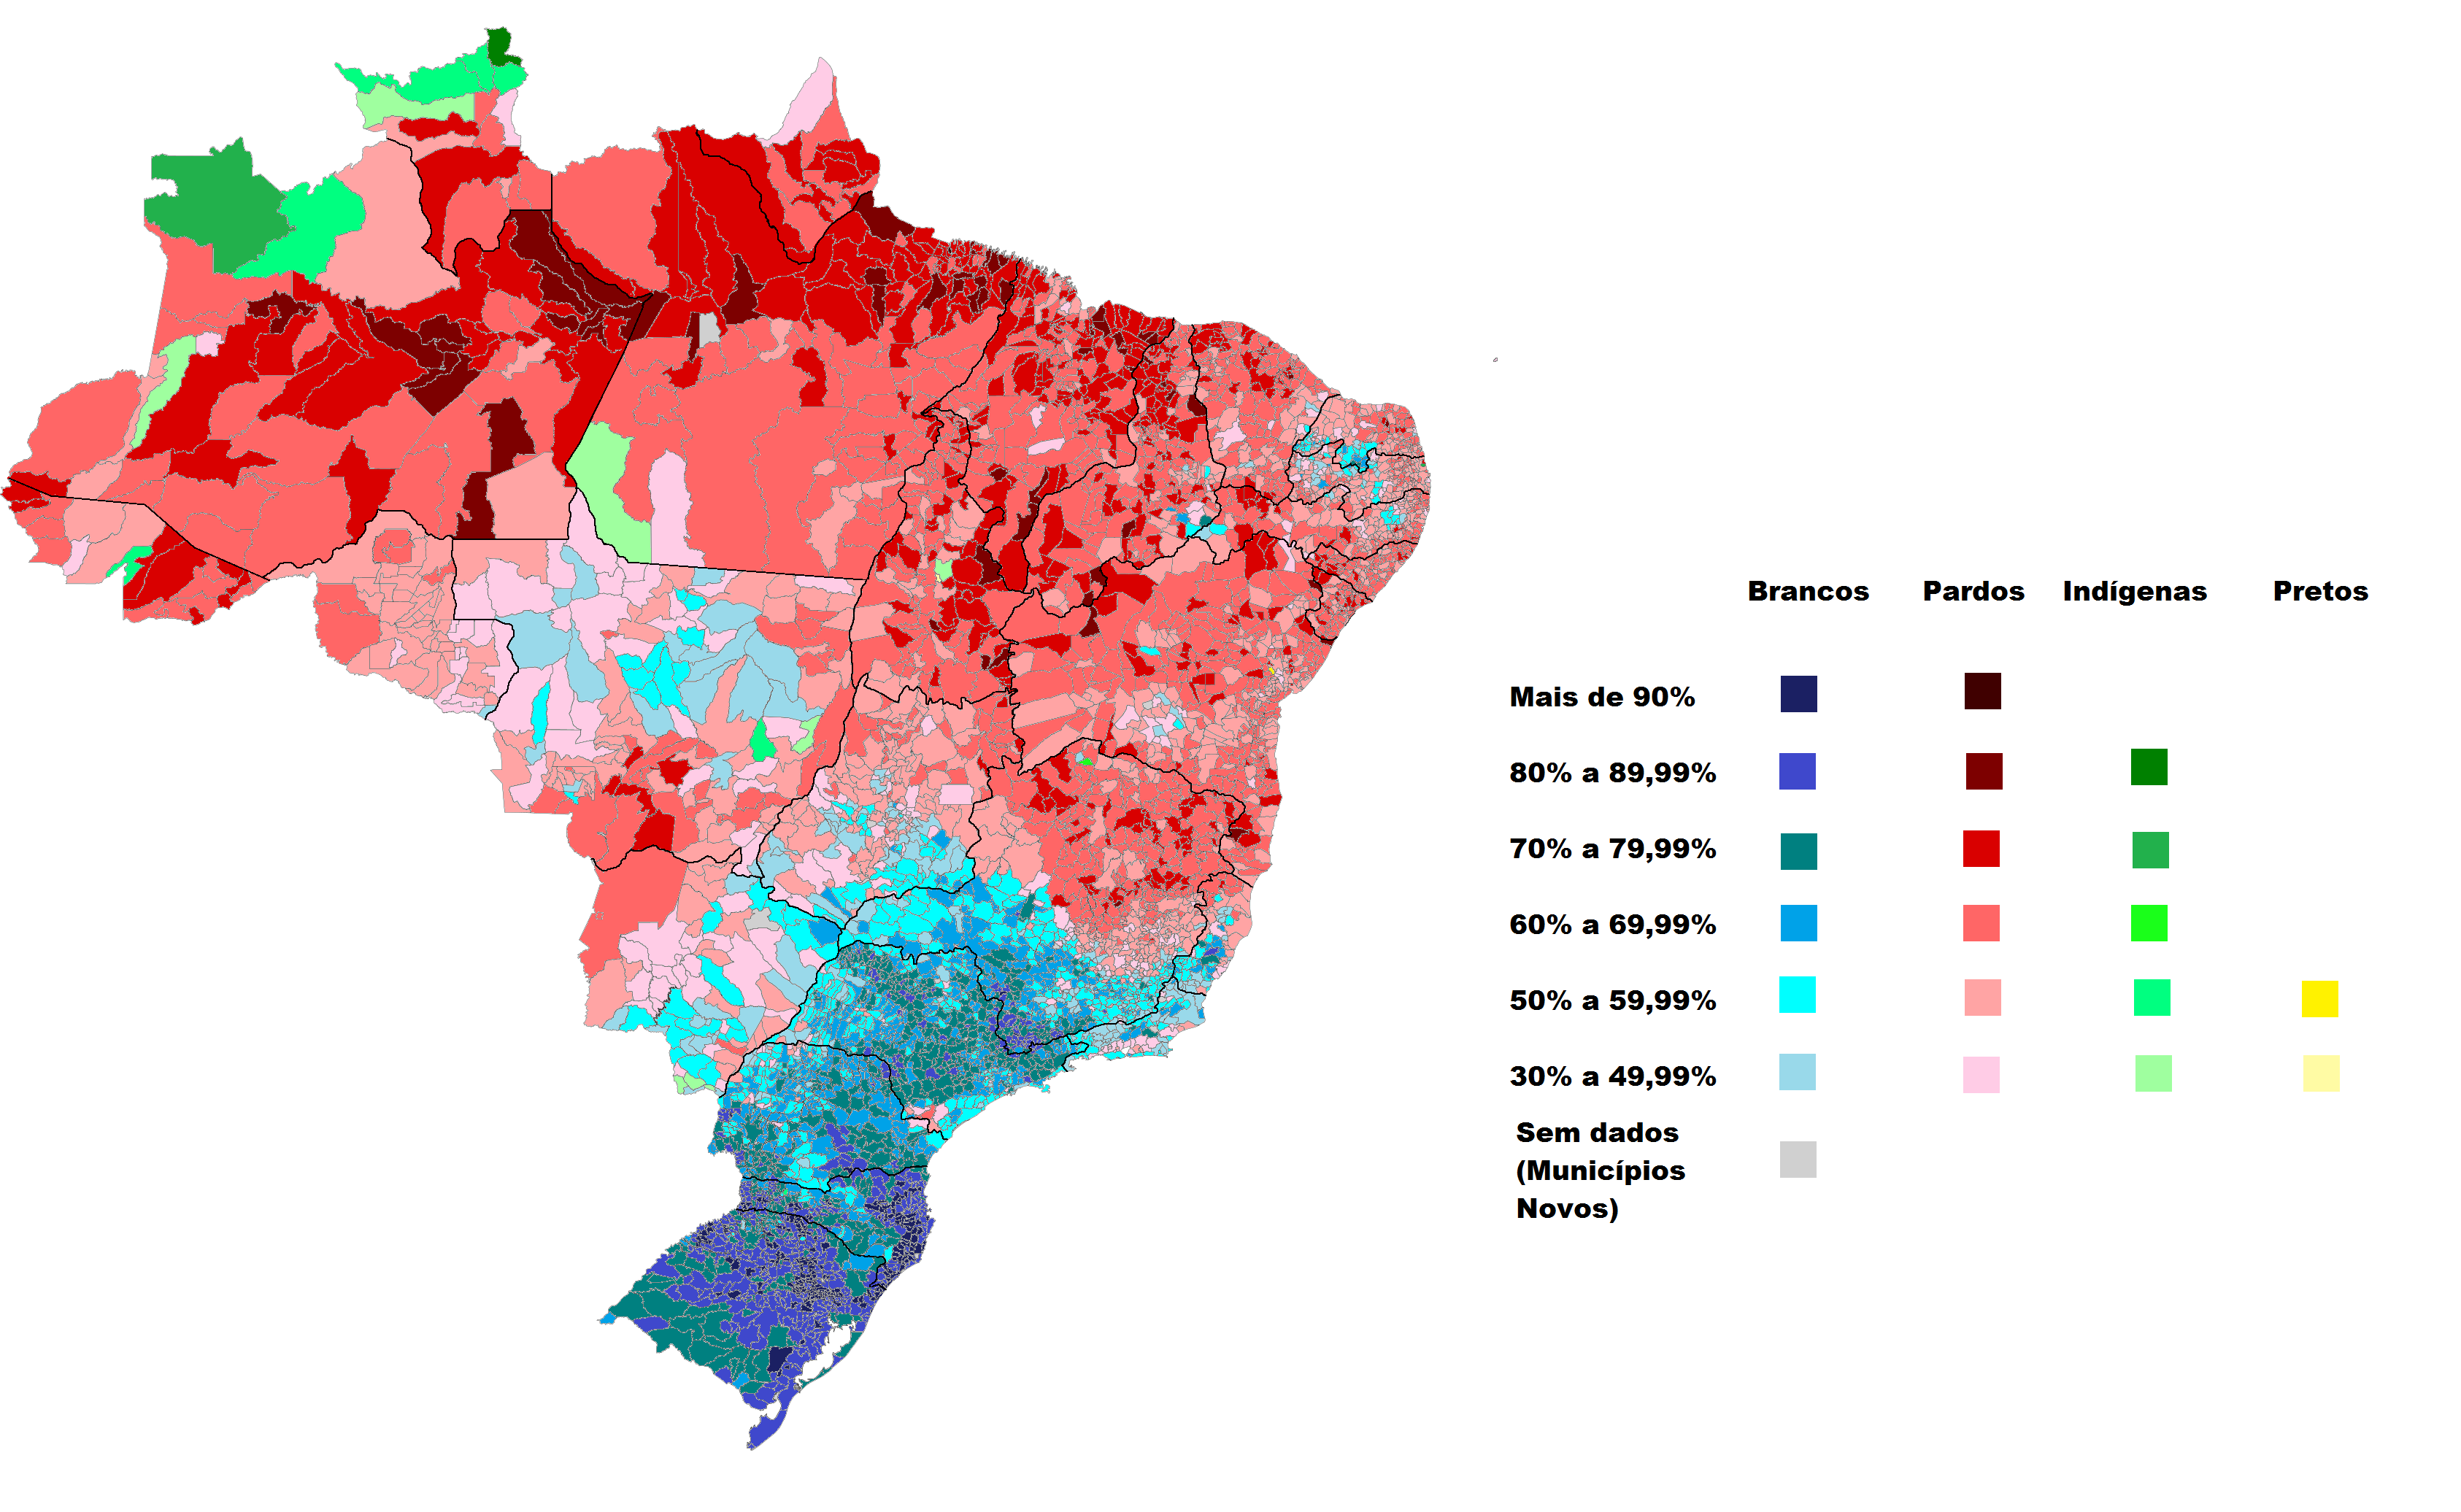 Brancos Pardos Indígenas Pretos
Mais de 90%
80% a 89,99%
70% a 79,99%
60% a 69,99%
50% a 59,99%
30% a 49,99%
Sem dados
(Municípios
Novos)